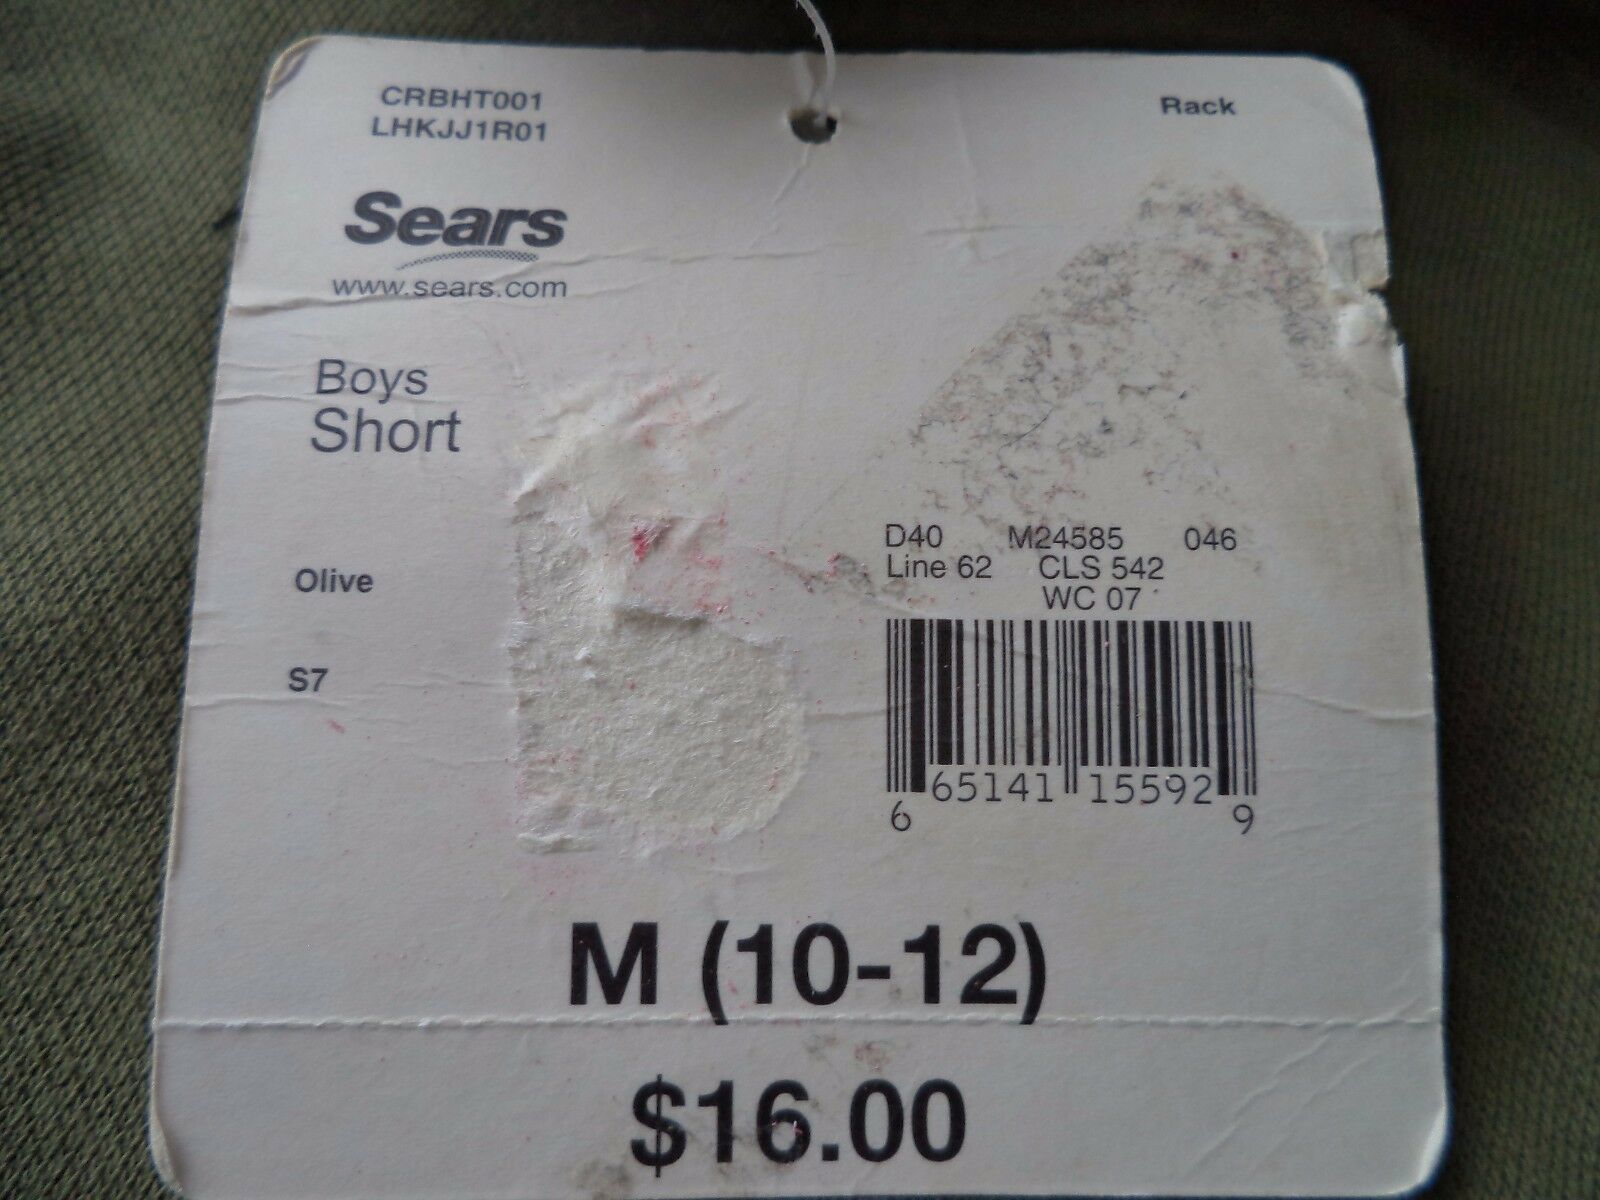 CRBHT001
LHKJJ1R01
Rack
Sears
www.sears.com
Boys
Short
Olive
S7
D40 M24585 046
Line 62 CLS 542
WC 07
6 65141 15592 9
M (10-12)
$16.00